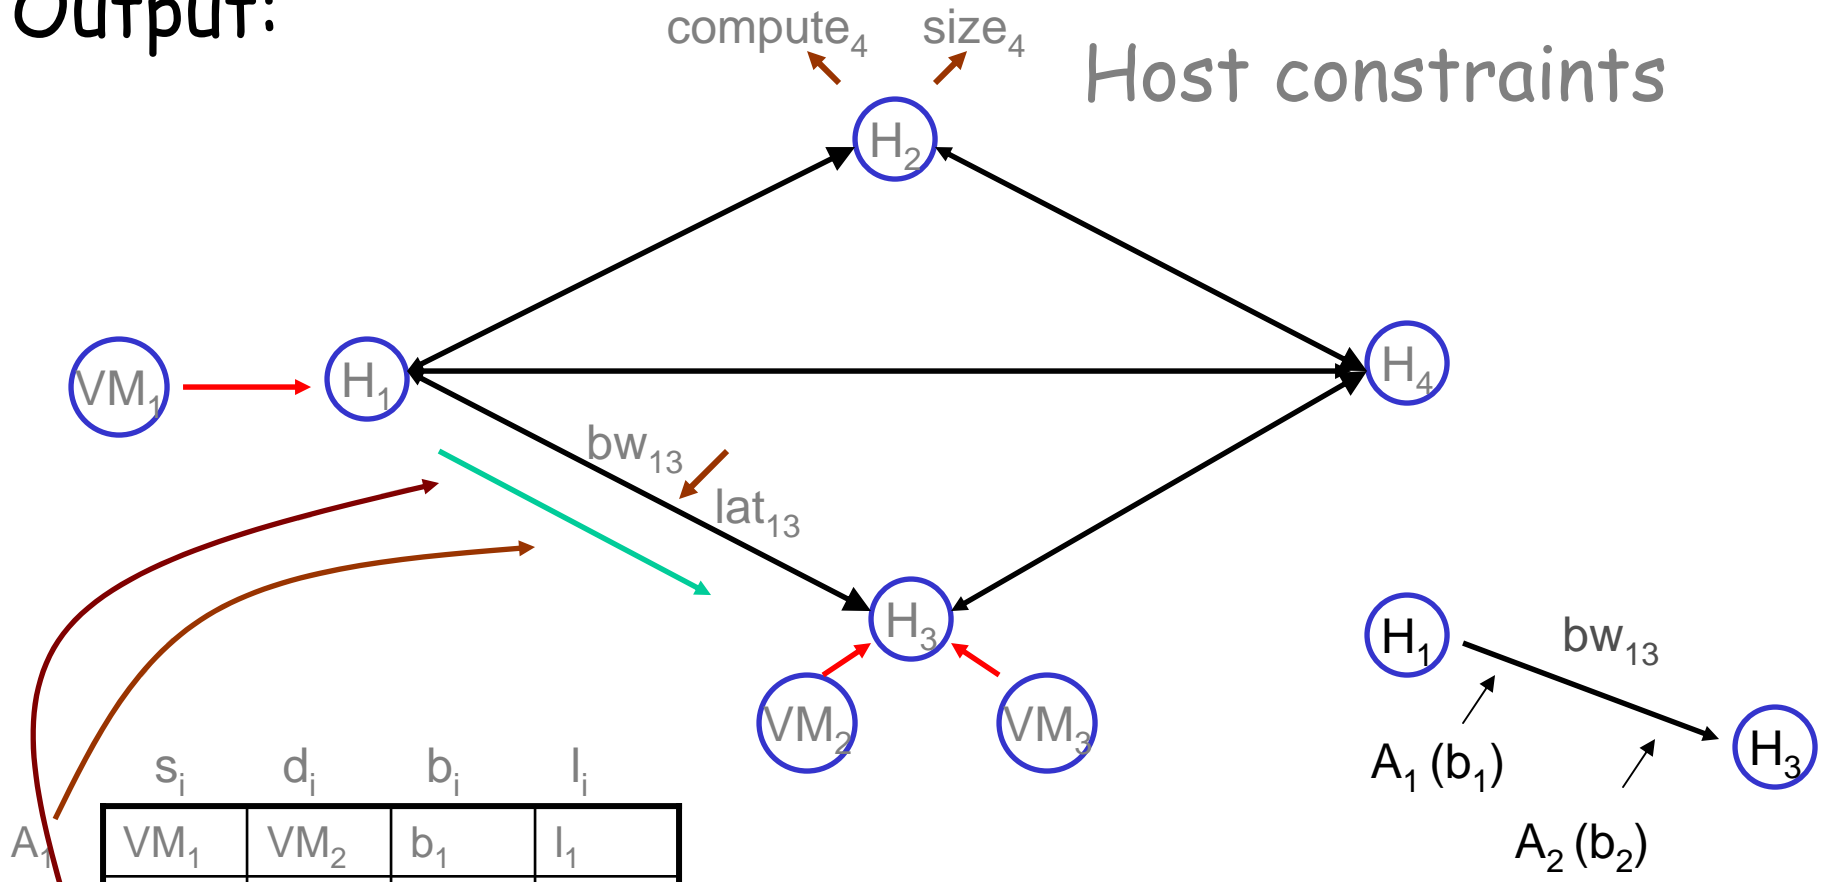 Output:
compute₄ size₄
Host constraints
H₂
VM₁ H₁ H₄
bw₁₃
lat₁₃
H₃
VM₂ VM₃
H₁ bw₁₃
H₃
A₁ (b₁)
A₂ (b₂)
sᵢ dᵢ bᵢ lᵢ
A₁ VM₁ VM₂ b₁ l₁